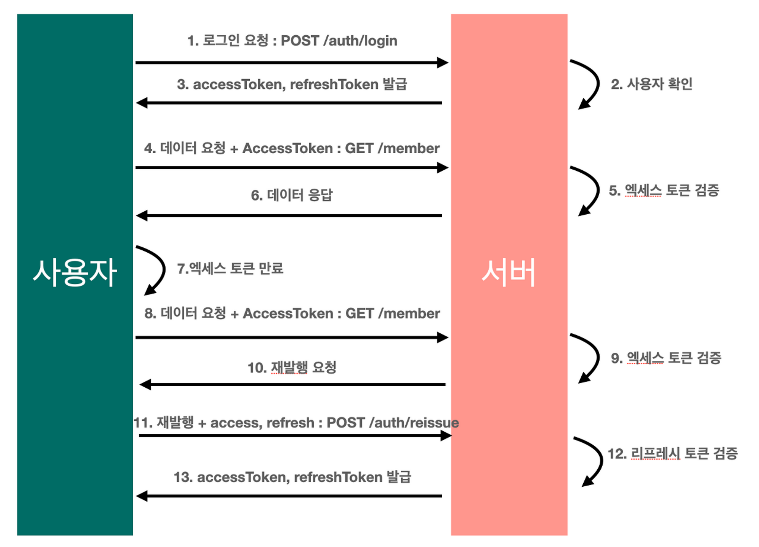 1. 로그인 요청 : POST /auth/login
2. 사용자 확인
3. accessToken, refreshToken 발급
4. 데이터 요청 + AccessToken : GET /member
5. 엑세스 토큰 검증
6. 데이터 응답
사용자
서버
7.엑세스 토큰 만료
8. 데이터 요청 + AccessToken : GET /member
9. 엑세스 토큰 검증
10. 재발햄 요청
11. 재발행 + access, refresh : POST /auth/reissue
12. 리프레시 토큰 검증
13. accessToken, refreshToken 발급